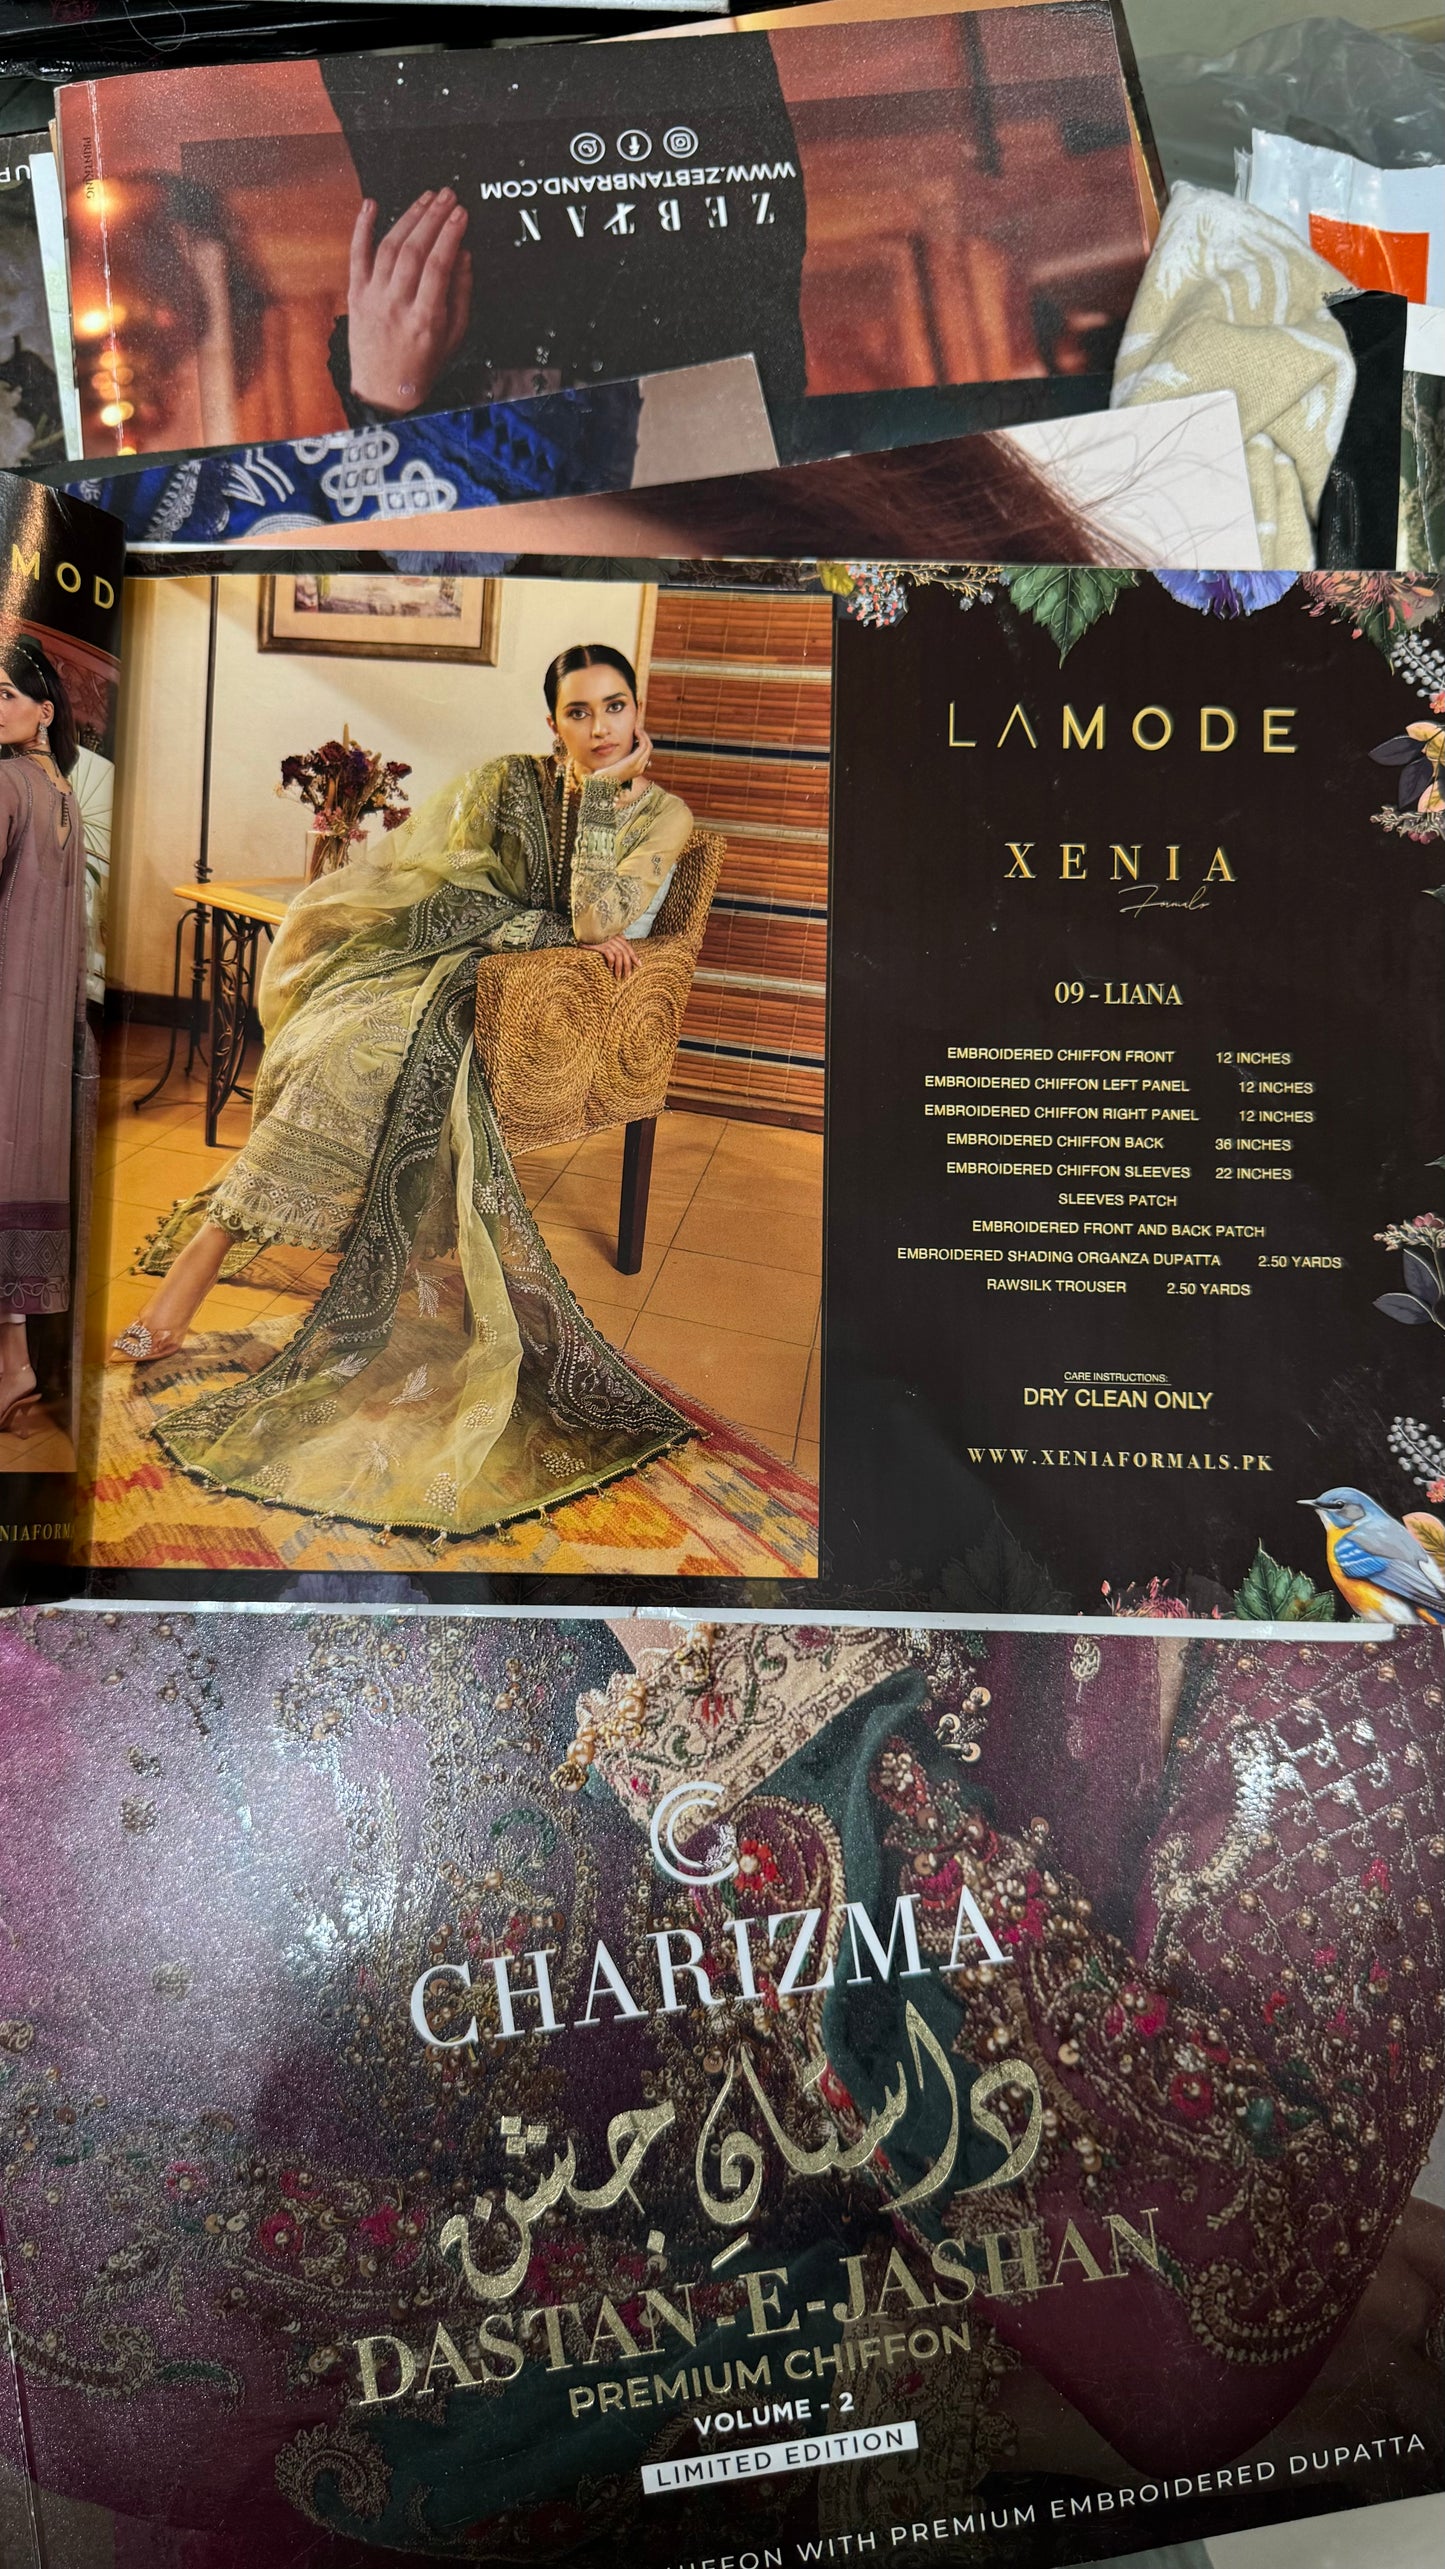 PRINTKING
WWW.ZEBTANBRAND.COM
ZEBTAN
MOD
LAMODE
XENIA
Formals
09 - LIANA
EMBROIDERED CHIFFON FRONT 12 INCHES
EMBROIDERED CHIFFON LEFT PANEL 12 INCHES
EMBROIDERED CHIFFON RIGHT PANEL 12 INCHES
EMBROIDERED CHIFFON BACK 36 INCHES
EMBROIDERED CHIFFON SLEEVES 22 INCHES
SLEEVES PATCH
EMBROIDERED FRONT AND BACK PATCH
EMBROIDERED SHADING ORGANZA DUPATTA 2.50 YARDS
RAWSILK TROUSER 2.50 YARDS
CARE INSTRUCTIONS:
DRY CLEAN ONLY
WWW.XENIAFORMALS.PK
NIAFORM
CHARIZMA
داستانِ جشن
DASTAN-E-JASHAN
PREMIUM CHIFFON
VOLUME - 2
LIMITED EDITION
HIFFON WITH PREMIUM EMBROIDERED DUPATTA